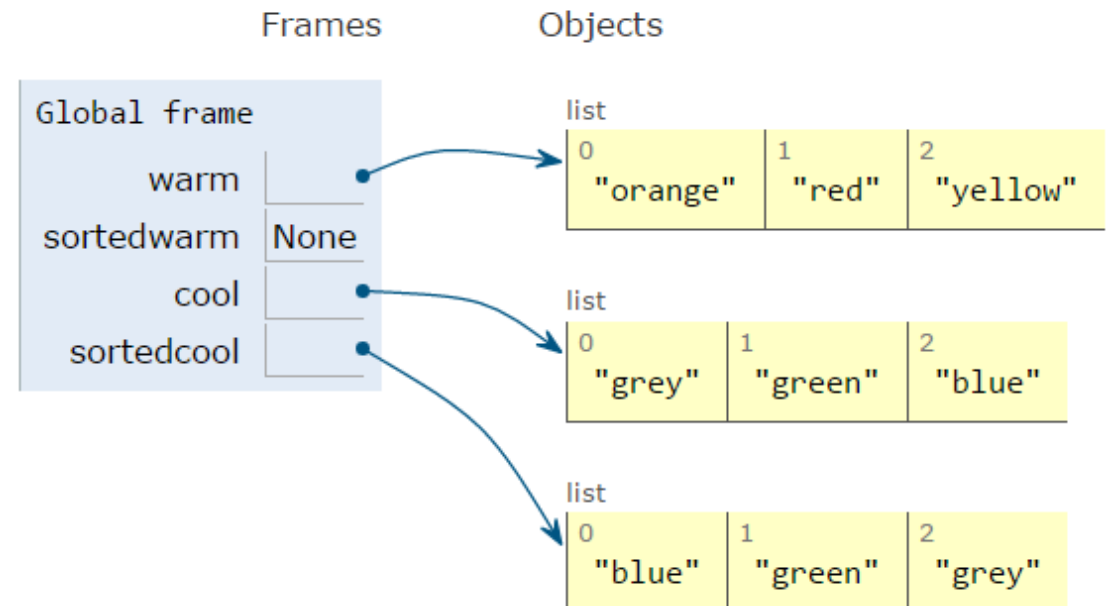 Frames Objects
Global frame
warm
sortedwarm None
cool
sortedcool
list
0 1 2
"orange" "red" "yellow"
list
0 1 2
"grey" "green" "blue"
list
0 1 2
"blue" "green" "grey"